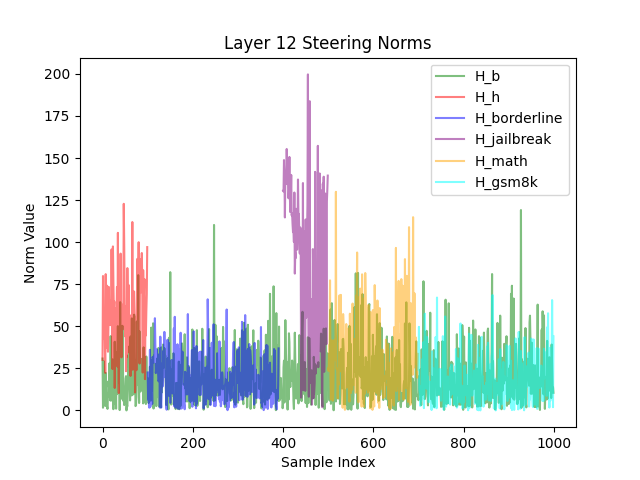 Layer 12 Steering Norms
200
175
150
125
100
75
50
25
0
Norm Value
H_b
H_h
H_borderline
H_jailbreak
H_math
H_gsm8k
0
200
400
600
800
1000
Sample Index